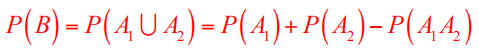 P(B) = P(A₁ ∪ A₂) = P(A₁) + P(A₂) − P(A₁A₂)